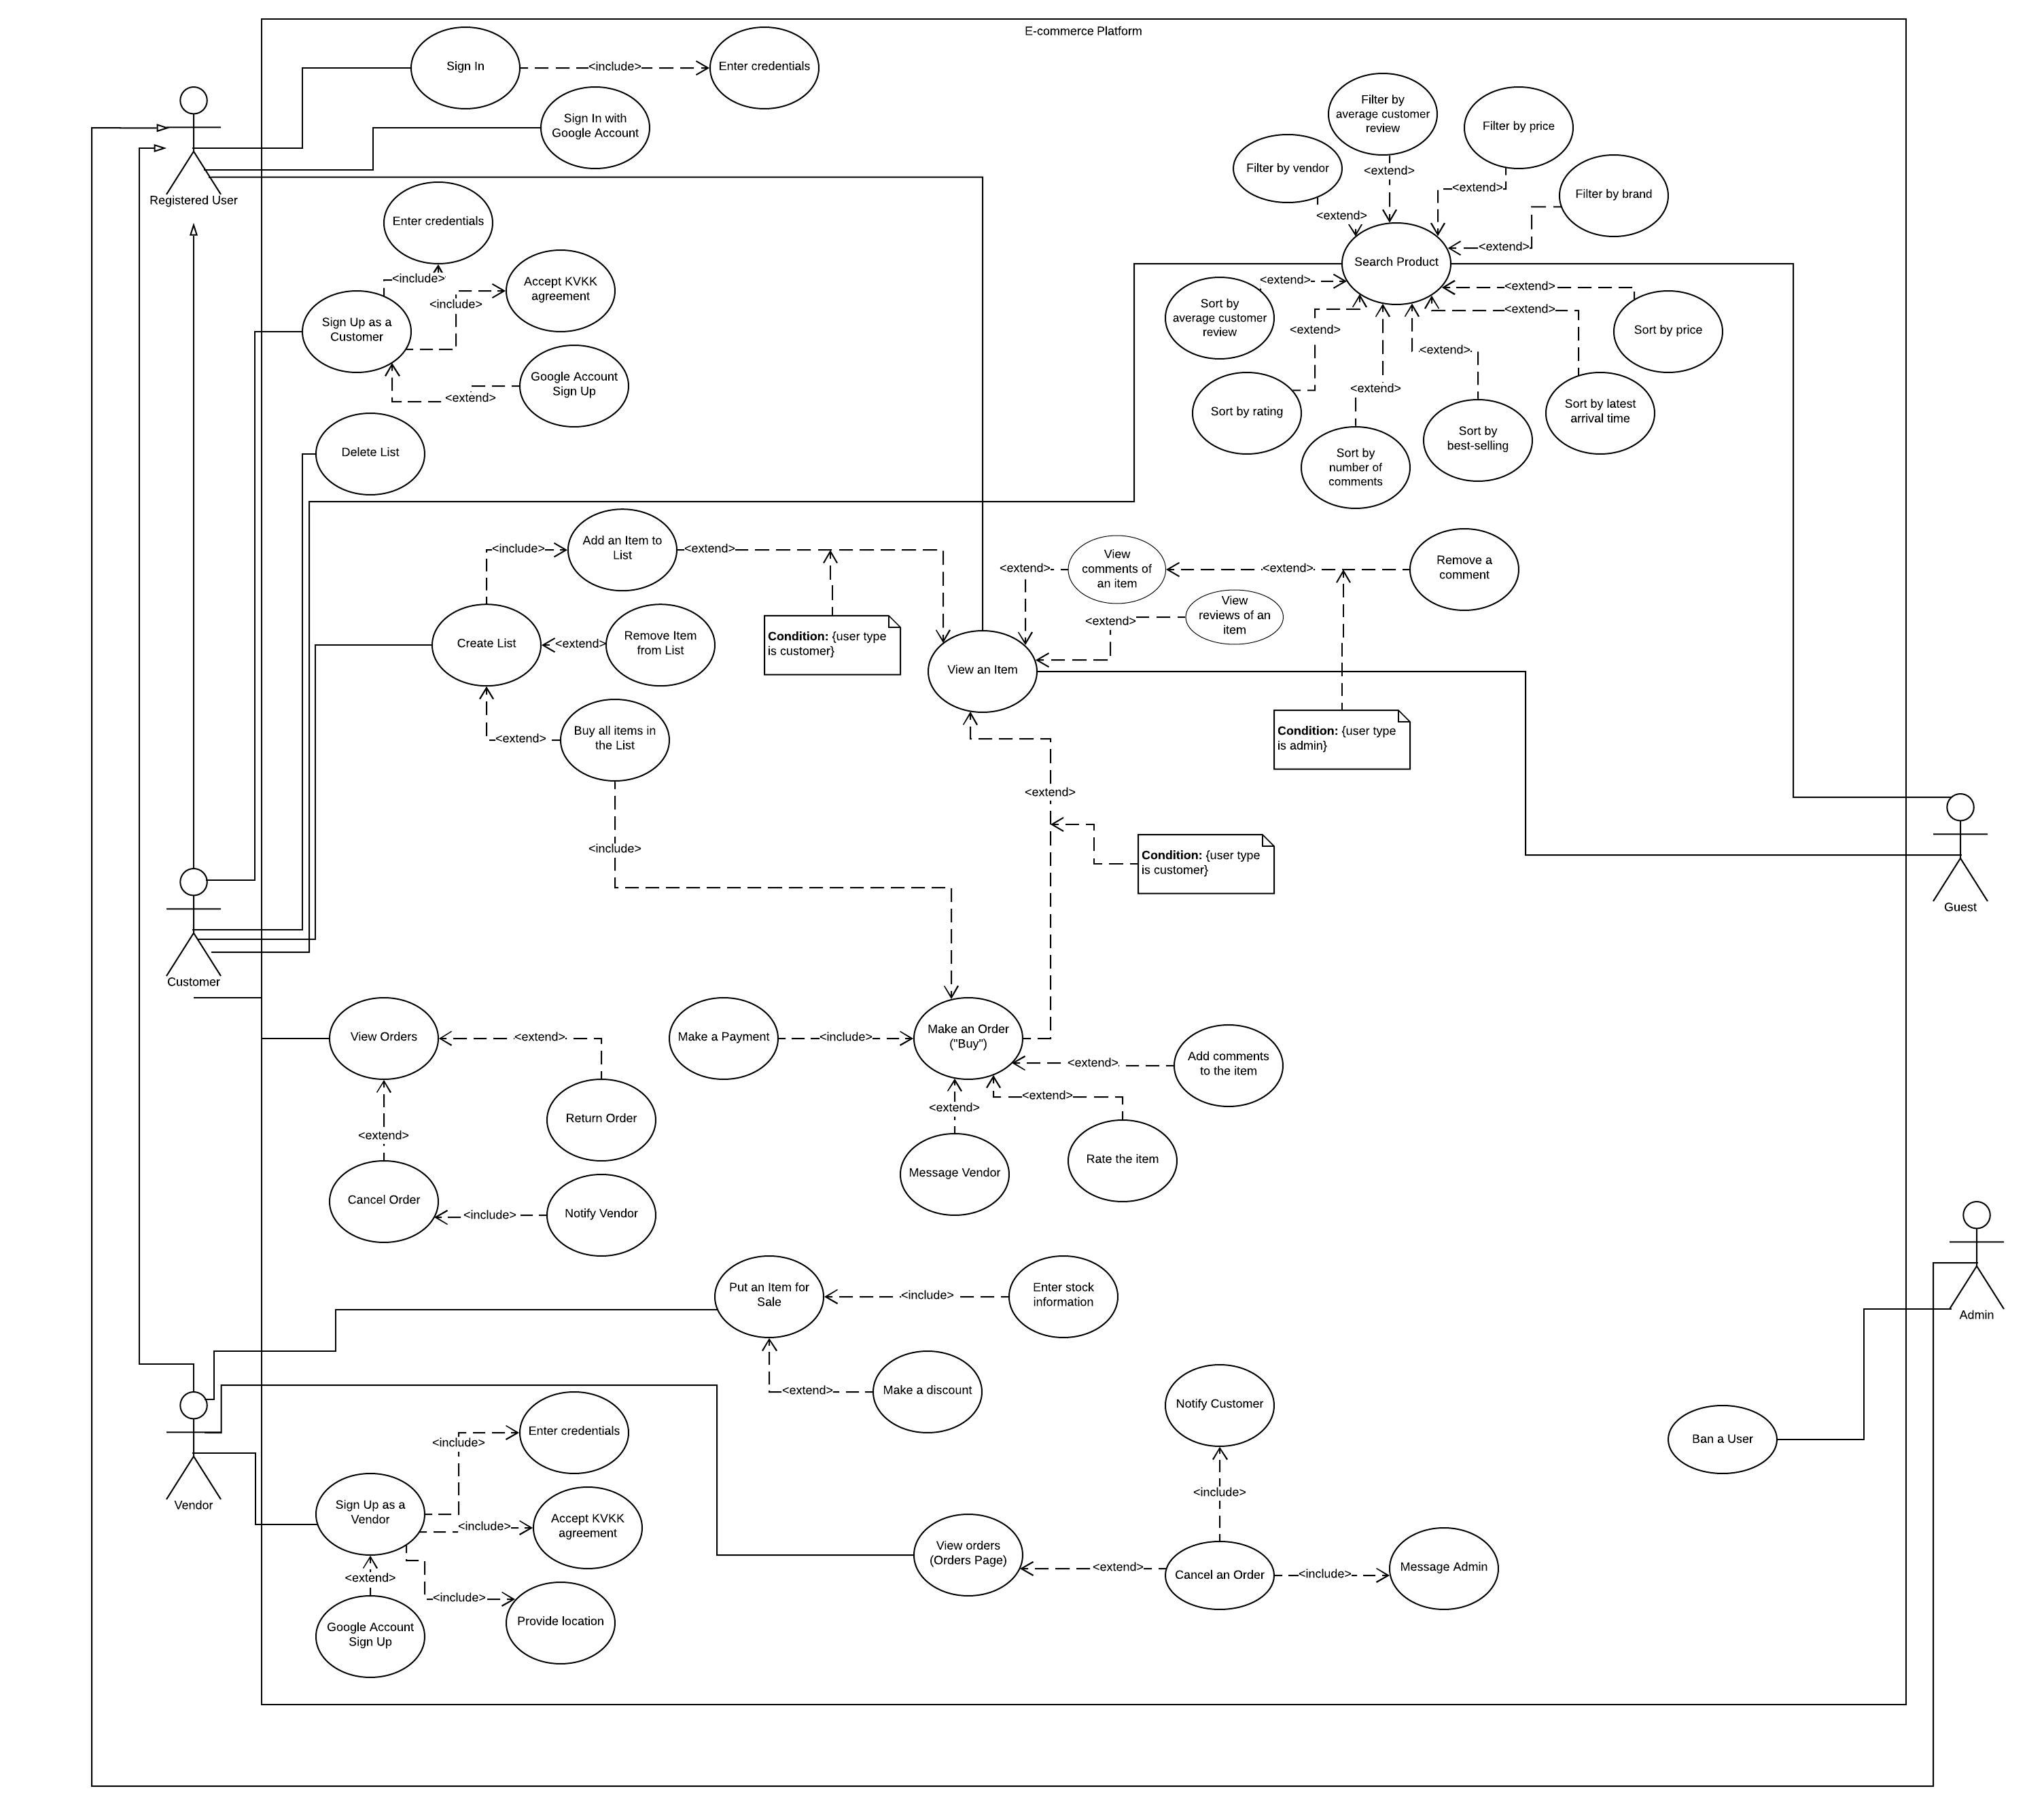 E-commerce Platform
Sign In
<include>
Enter credentials
Sign In with
Google Account
Registered User
Enter credentials
<include>
Accept KVKK
agreement
<include>
Sign Up as a
Customer
Google Account
Sign Up
<extend>
Delete List
Filter by
average customer
review
Filter by price
Filter by vendor
<extend>
<extend>
Filter by brand
<extend>
<extend>
Search Product
<extend>
<extend>
Sort by
average customer
review
<extend>
<extend>
Sort by price
<extend>
<extend>
Sort by rating
Sort by latest
arrival time
Sort by
best-selling
Sort by
number of
comments
<include>
Add an Item to
List
<extend>
View
comments of
an item
<extend>
<extend>
Remove a
comment
View
reviews of an
item
<extend>
Create List
<extend>
Remove Item
from List
Condition: {user type
is customer}
View an Item
Buy all items in
the List
<extend>
Condition: {user type
is admin}
<extend>
<include>
Condition: {user type
is customer}
Guest
Customer
View Orders
<extend>
Make a Payment
<include>
Make an Order
("Buy")
<extend>
Add comments
to the item
<extend>
<extend>
Return Order
<extend>
Message Vendor
Rate the item
Cancel Order
<include>
Notify Vendor
Put an Item for
Sale
<include>
Enter stock
information
Admin
<extend>
Make a discount
Notify Customer
Ban a User
Enter credentials
<include>
Vendor
Sign Up as a
Vendor
<include>
Accept KVKK
agreement
<include>
View orders
(Orders Page)
<extend>
Cancel an Order
<include>
Message Admin
<extend>
<include>
Provide location
Google Account
Sign Up